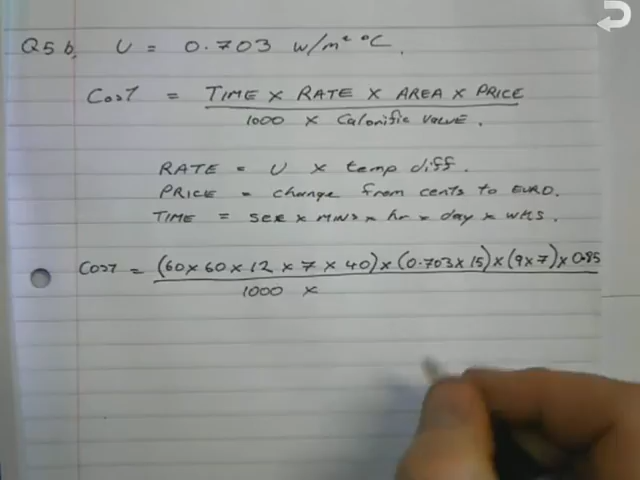 Q5 b, U = 0.703 w/m² °C.
Cost = TIME x RATE x AREA x PRICE
1000 x Calorific Value.
RATE = U x temp diff.
PRICE = change from cents to EURO.
TIME = sec x MINS x hr x day x WKS.
Cost = (60 x 60 x 12 x 7 x 40) x (0.703 x 15) x (9 x 7) x 0.85
1000 x